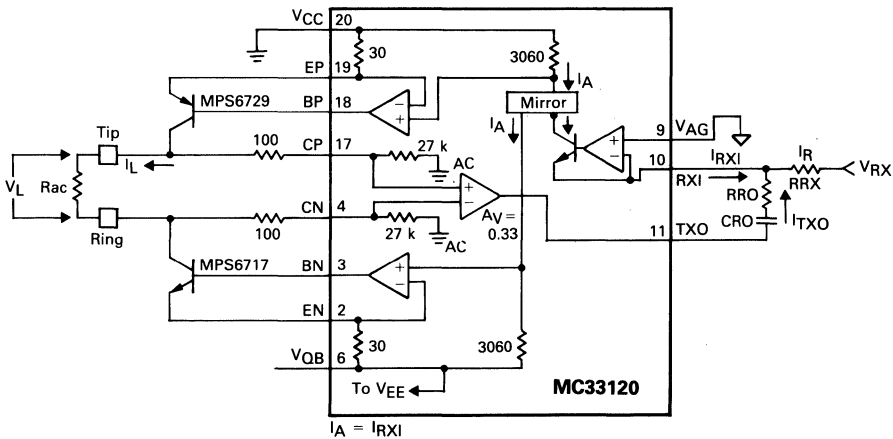 VCC 20
30
3060
IA
EP 19
MPS6729
BP 18
−
+
Mirror
IA
+
−
9 VAG
Tip
100
CP 17
27 k
AC
IL
10
RXI
IRXI
IR
RRX
VRX
RRO
CRO
ITXO
VL
Rac
+
−
AV = 0.33
11 TXO
CN 4
100
27 k
AC
Ring
MPS6717
BN 3
+
−
EN 2
30
3060
VQB 6
To VEE
MC33120
IA = IRXI